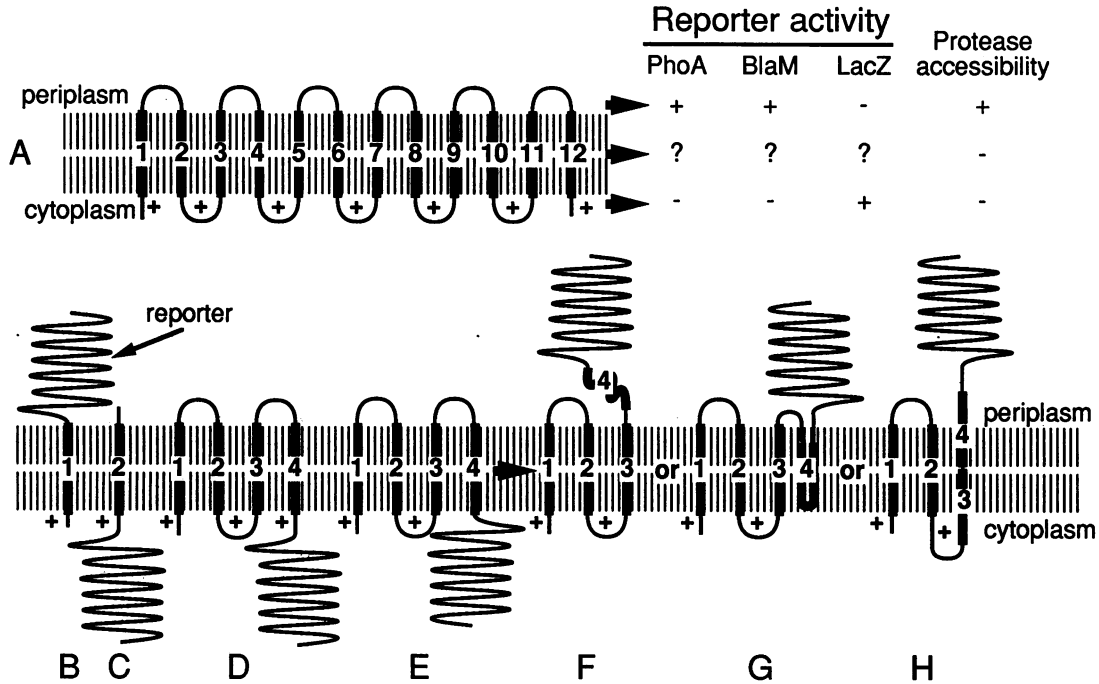 Reporter activity
Protease accessibility
PhoA BlaM LacZ
periplasm
+ + - +
A
1 2 3 4 5 6 7 8 9 10 11 12
? ? ? -
cytoplasm
+ + + + + + +
- - + -
reporter
4
periplasm
1 2 1 2 3 4 1 2 3 4 1 2 3 or 1 2 3 4 or 1 2 4
3
+ + + + + + + + + + + + +
cytoplasm
B C D E F G H